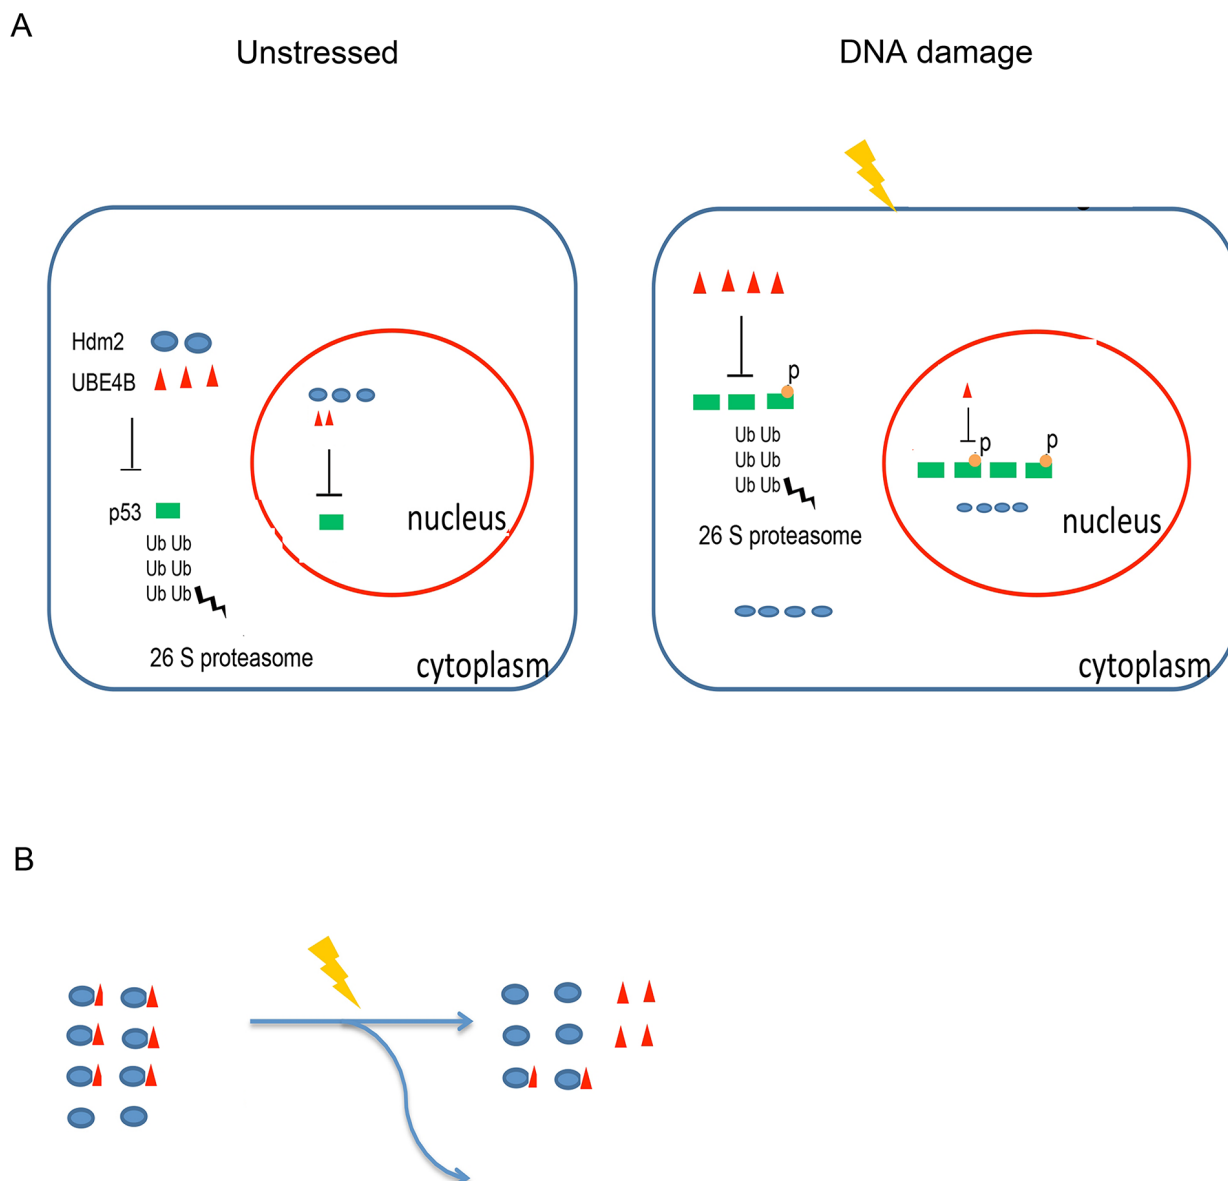 A
Unstressed
DNA damage
Hdm2
UBE4B
p53
Ub Ub
Ub Ub
Ub Ub
26 S proteasome
nucleus
cytoplasm
p
Ub Ub
Ub Ub
Ub Ub
26 S proteasome
p
p
nucleus
cytoplasm
B